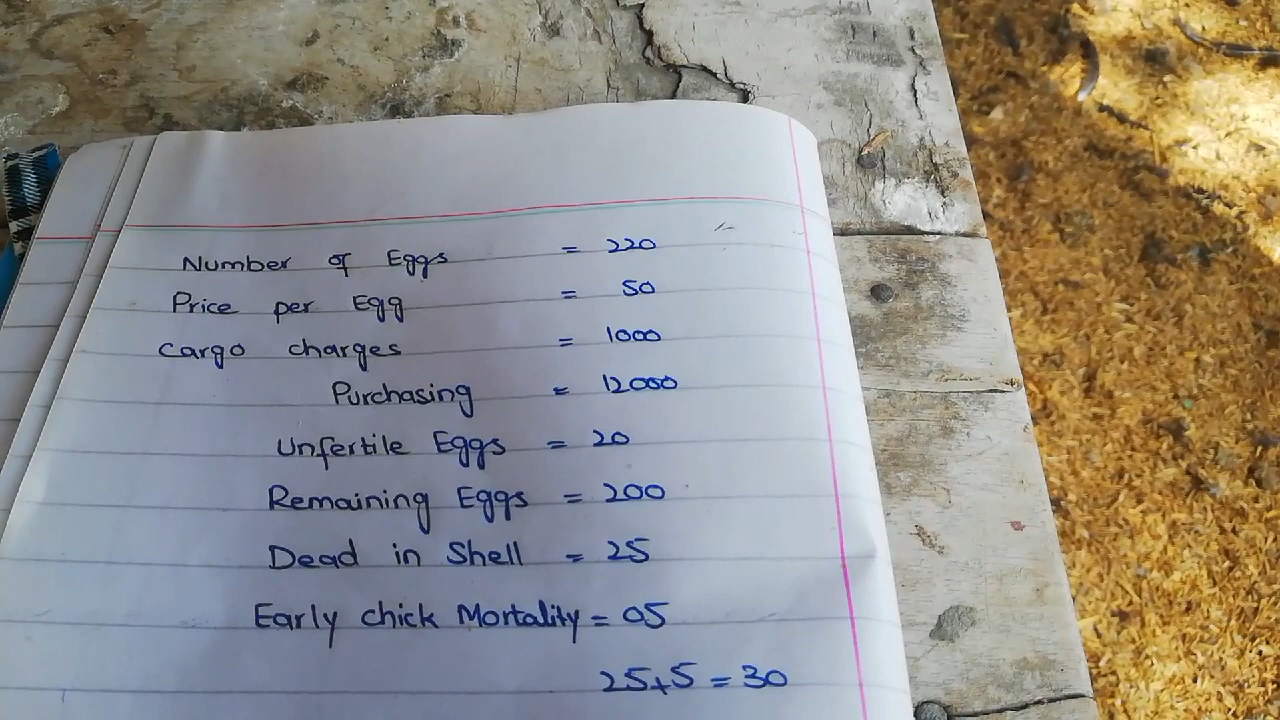 Number of Eggs = 220
Price per Egg = 50
Cargo charges = 1000
Purchasing = 12000
Unfertile Eggs = 20
Remaining Eggs = 200
Dead in Shell = 25
Early chick Mortality = 05
25+5 = 30